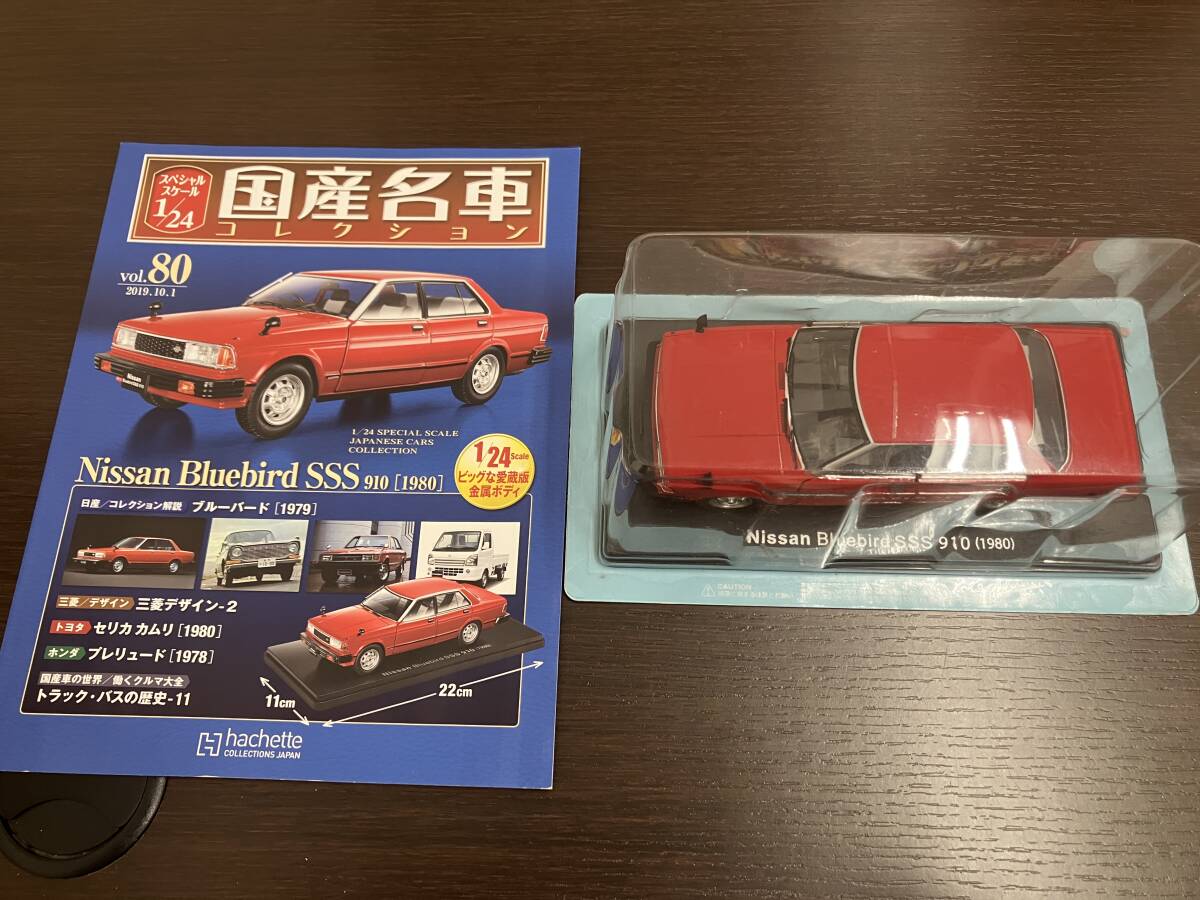 スペシャル
スケール
1/24
国産名車
コレクション
vol.80
2019.10.1
Nissan
1/24 SPECIAL SCALE
JAPANESE CARS
COLLECTION
1/24 Scale
ビッグな愛蔵版
金属ボディ
Nissan Bluebird SSS 910 [1980]
日産/コレクション解説 ブルーバード [1979]
三菱/デザイン 三菱デザイン-2
トヨタ セリカ カムリ [1980]
ホンダ プレリュード [1978]
国産車の世界/働くクルマ大全
トラック・バスの歴史-11
Nissan Bluebird SSS
11cm
22cm
hachette
COLLECTIONS JAPAN
Nissan Bluebird SSS 910 (1980)
CAUTION